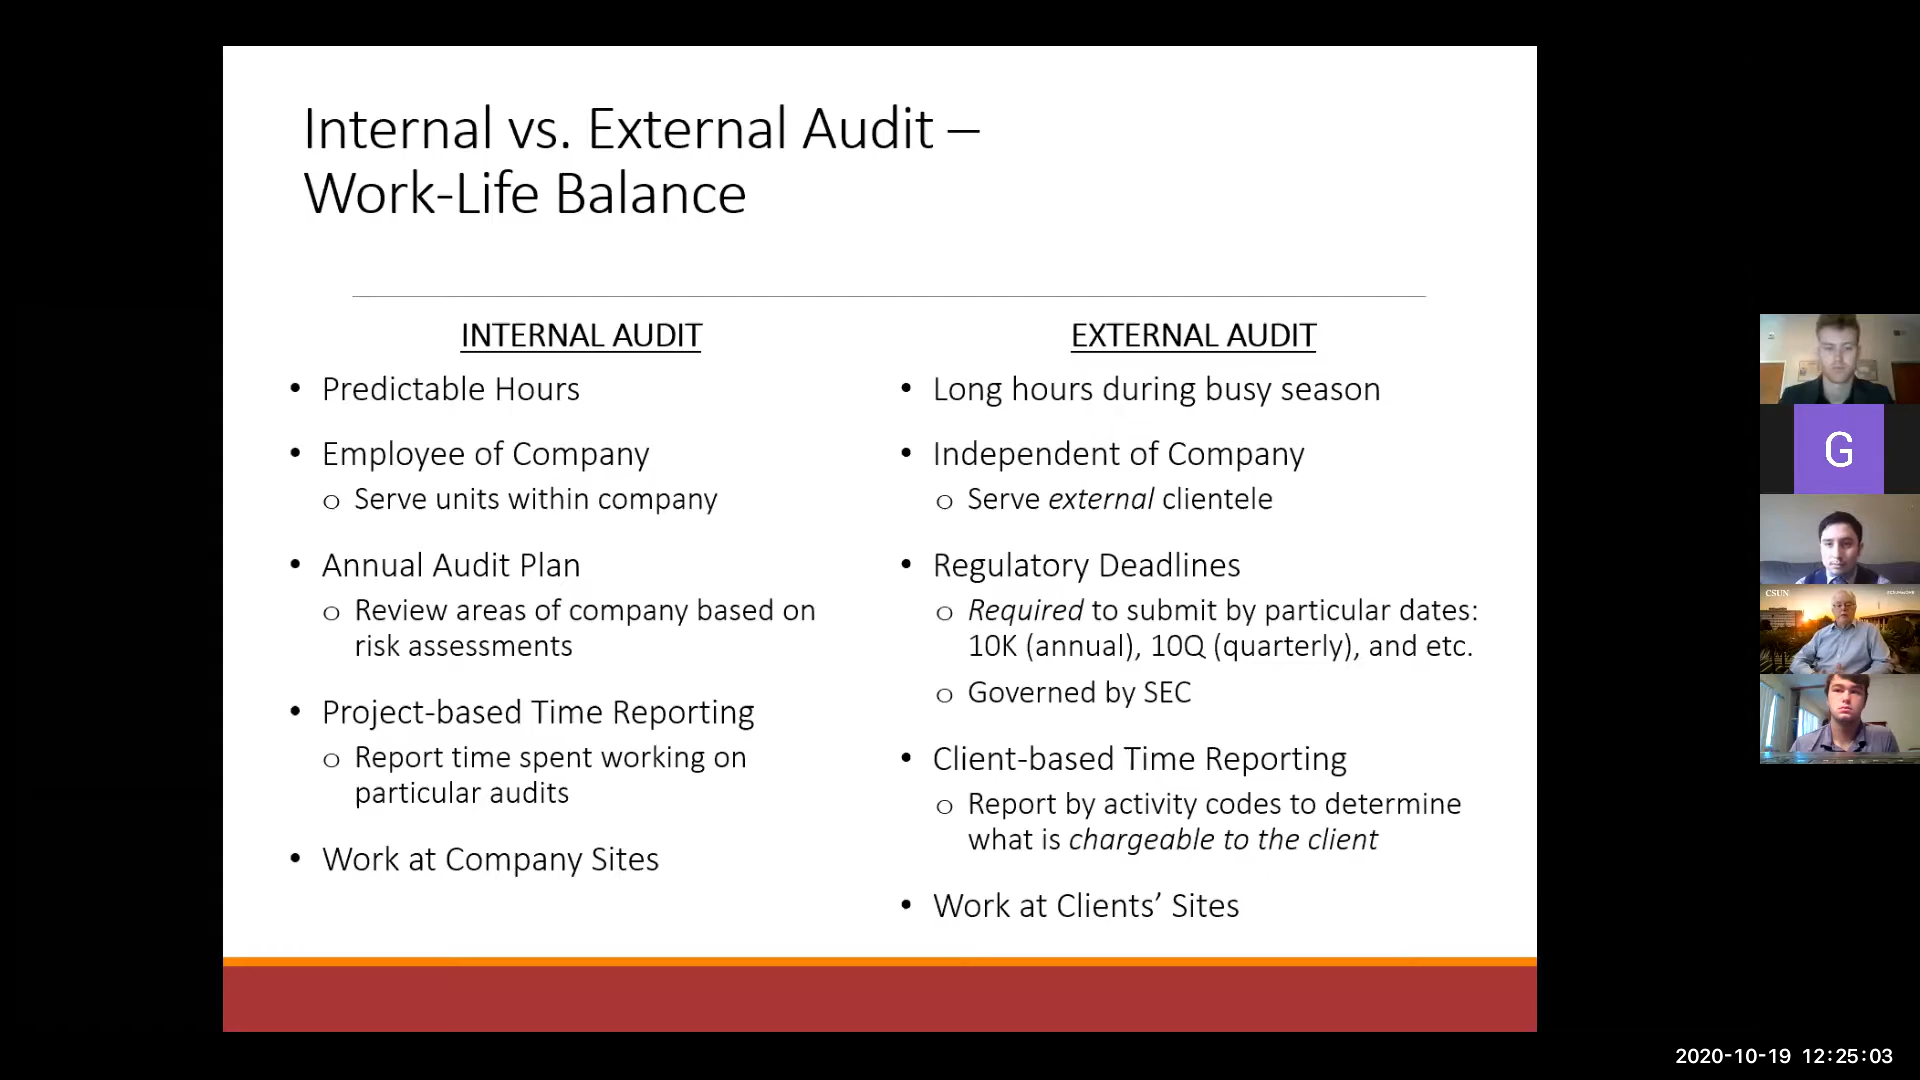 Internal vs. External Audit –
Work-Life Balance
INTERNAL AUDIT
• Predictable Hours
• Employee of Company
o Serve units within company
• Annual Audit Plan
o Review areas of company based on
risk assessments
• Project-based Time Reporting
o Report time spent working on
particular audits
• Work at Company Sites
EXTERNAL AUDIT
• Long hours during busy season
• Independent of Company
o Serve external clientele
• Regulatory Deadlines
o Required to submit by particular dates:
10K (annual), 10Q (quarterly), and etc.
o Governed by SEC
• Client-based Time Reporting
o Report by activity codes to determine
what is chargeable to the client
• Work at Clients’ Sites
G
CSUN
2020-10-19 12:25:03